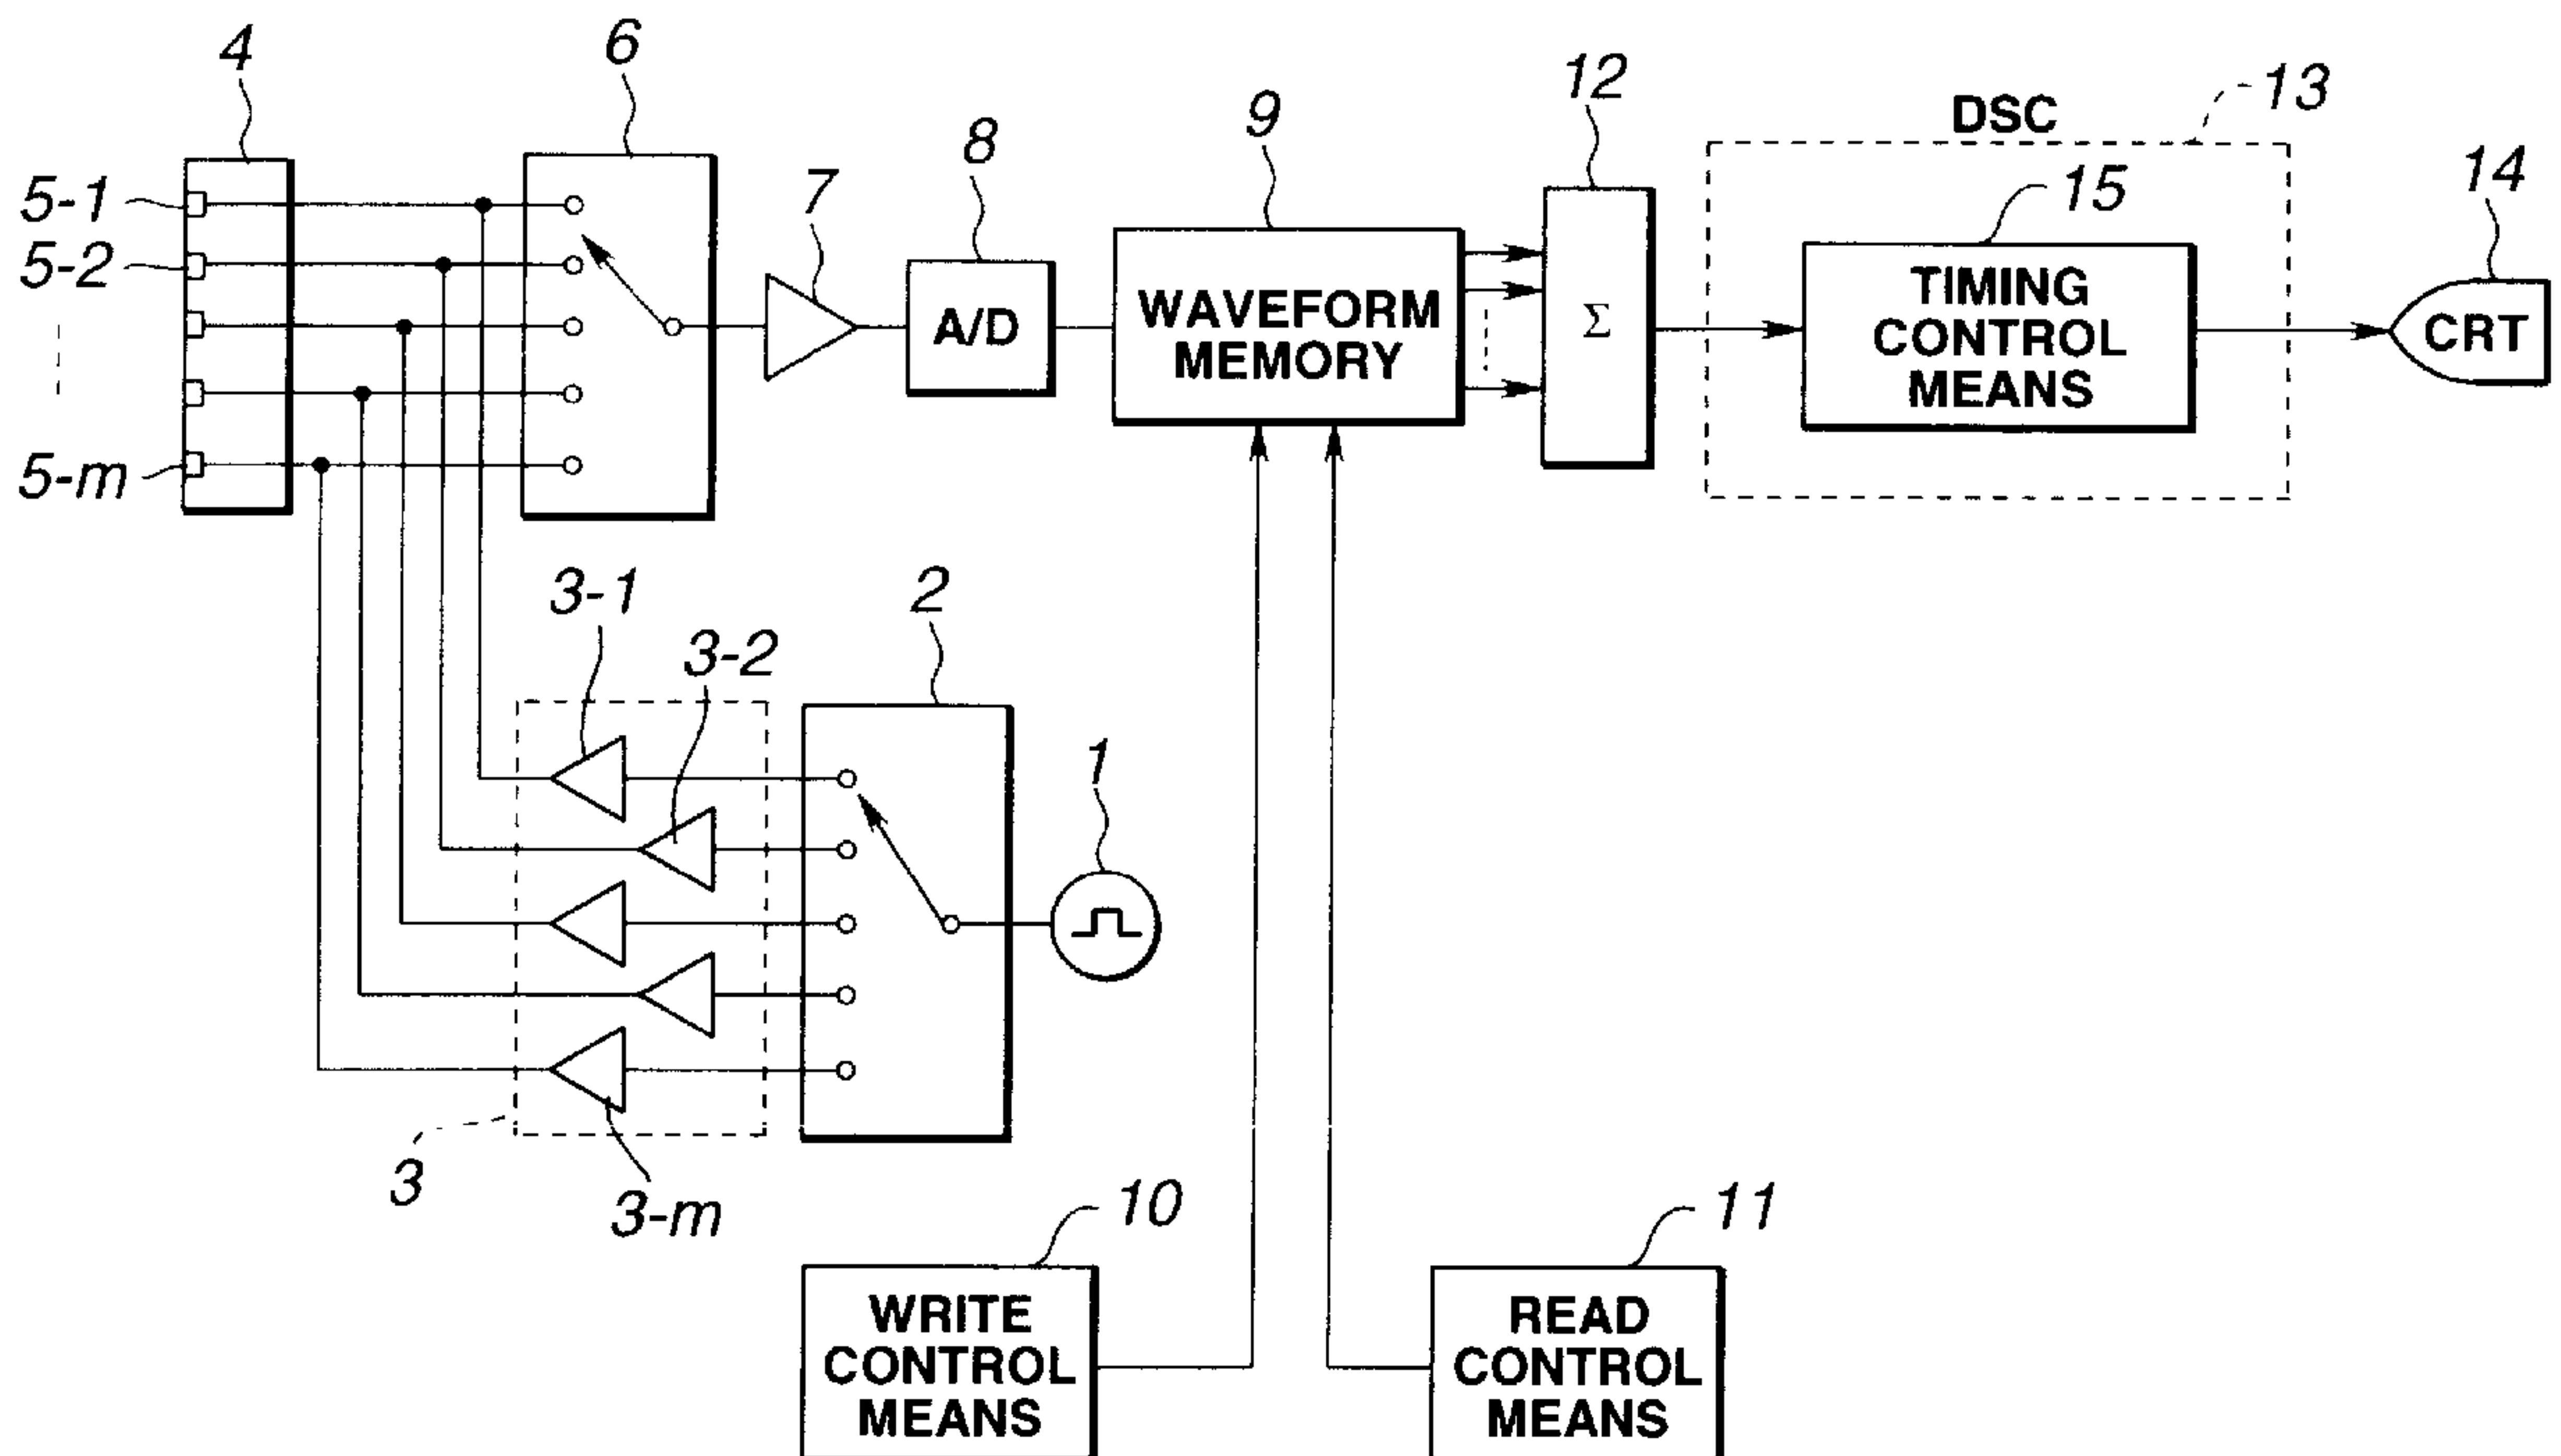 4
6
12
DSC
13
9
8
14
5-1
7
15
5-2
A/D
WAVEFORM
MEMORY
Σ
TIMING
CONTROL
MEANS
CRT
5-m
3-1
2
3-2
1
3
3-m
10
11
WRITE
CONTROL
MEANS
READ
CONTROL
MEANS